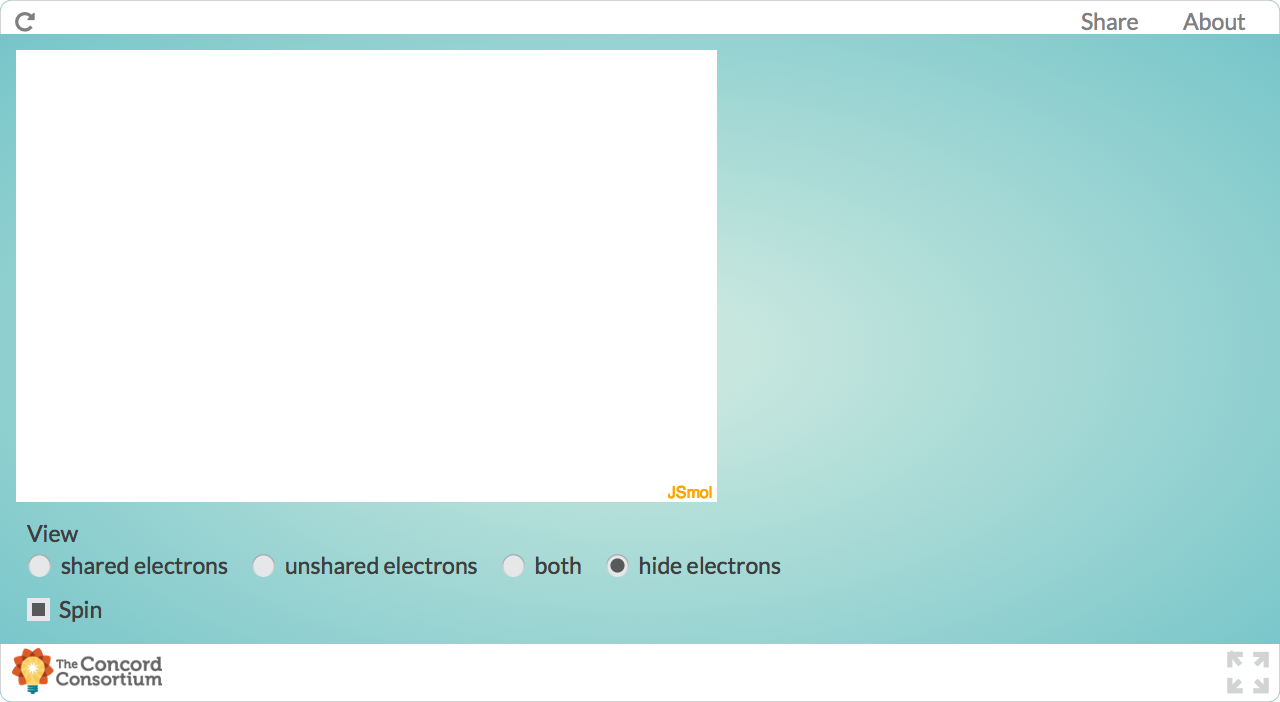 Share About
JSmol
View
shared electrons unshared electrons both hide electrons
Spin
The Concord
Consortium